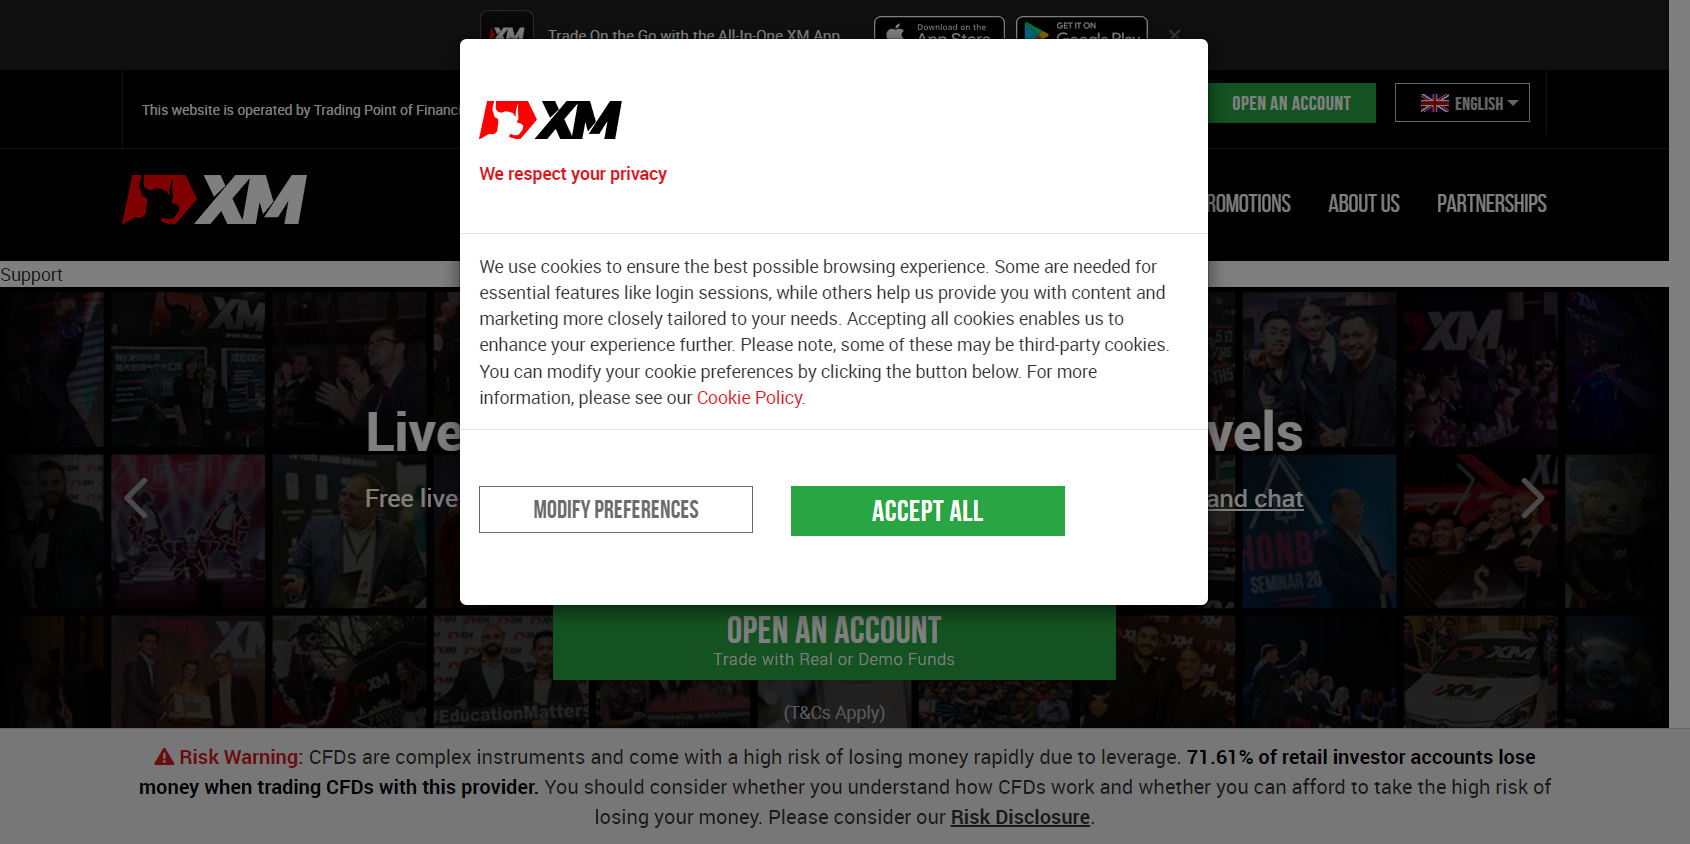 XM
Trade On the Go with the All-In-One XM App
Download on the
App Store
GET IT ON
Google Play
This website is operated by Trading Point of Financi
OPEN AN ACCOUNT
ENGLISH
XM
ROMOTIONS
ABOUT US
PARTNERSHIPS
Support
XM
We respect your privacy
We use cookies to ensure the best possible browsing experience. Some are needed for
essential features like login sessions, while others help us provide you with content and
marketing more closely tailored to your needs. Accepting all cookies enables us to
enhance your experience further. Please note, some of these may be third-party cookies.
You can modify your cookie preferences by clicking the button below. For more
information, please see our Cookie Policy.
MODIFY PREFERENCES
ACCEPT ALL
Live
vels
Free live
and chat
XM
XM
SEMINAR 20
OPEN AN ACCOUNT
Trade with Real or Demo Funds
#EducationMatters
XM
XM
(T&Cs Apply)
Risk Warning: CFDs are complex instruments and come with a high risk of losing money rapidly due to leverage. 71.61% of retail investor accounts lose
money when trading CFDs with this provider. You should consider whether you understand how CFDs work and whether you can afford to take the high risk of
losing your money. Please consider our Risk Disclosure.